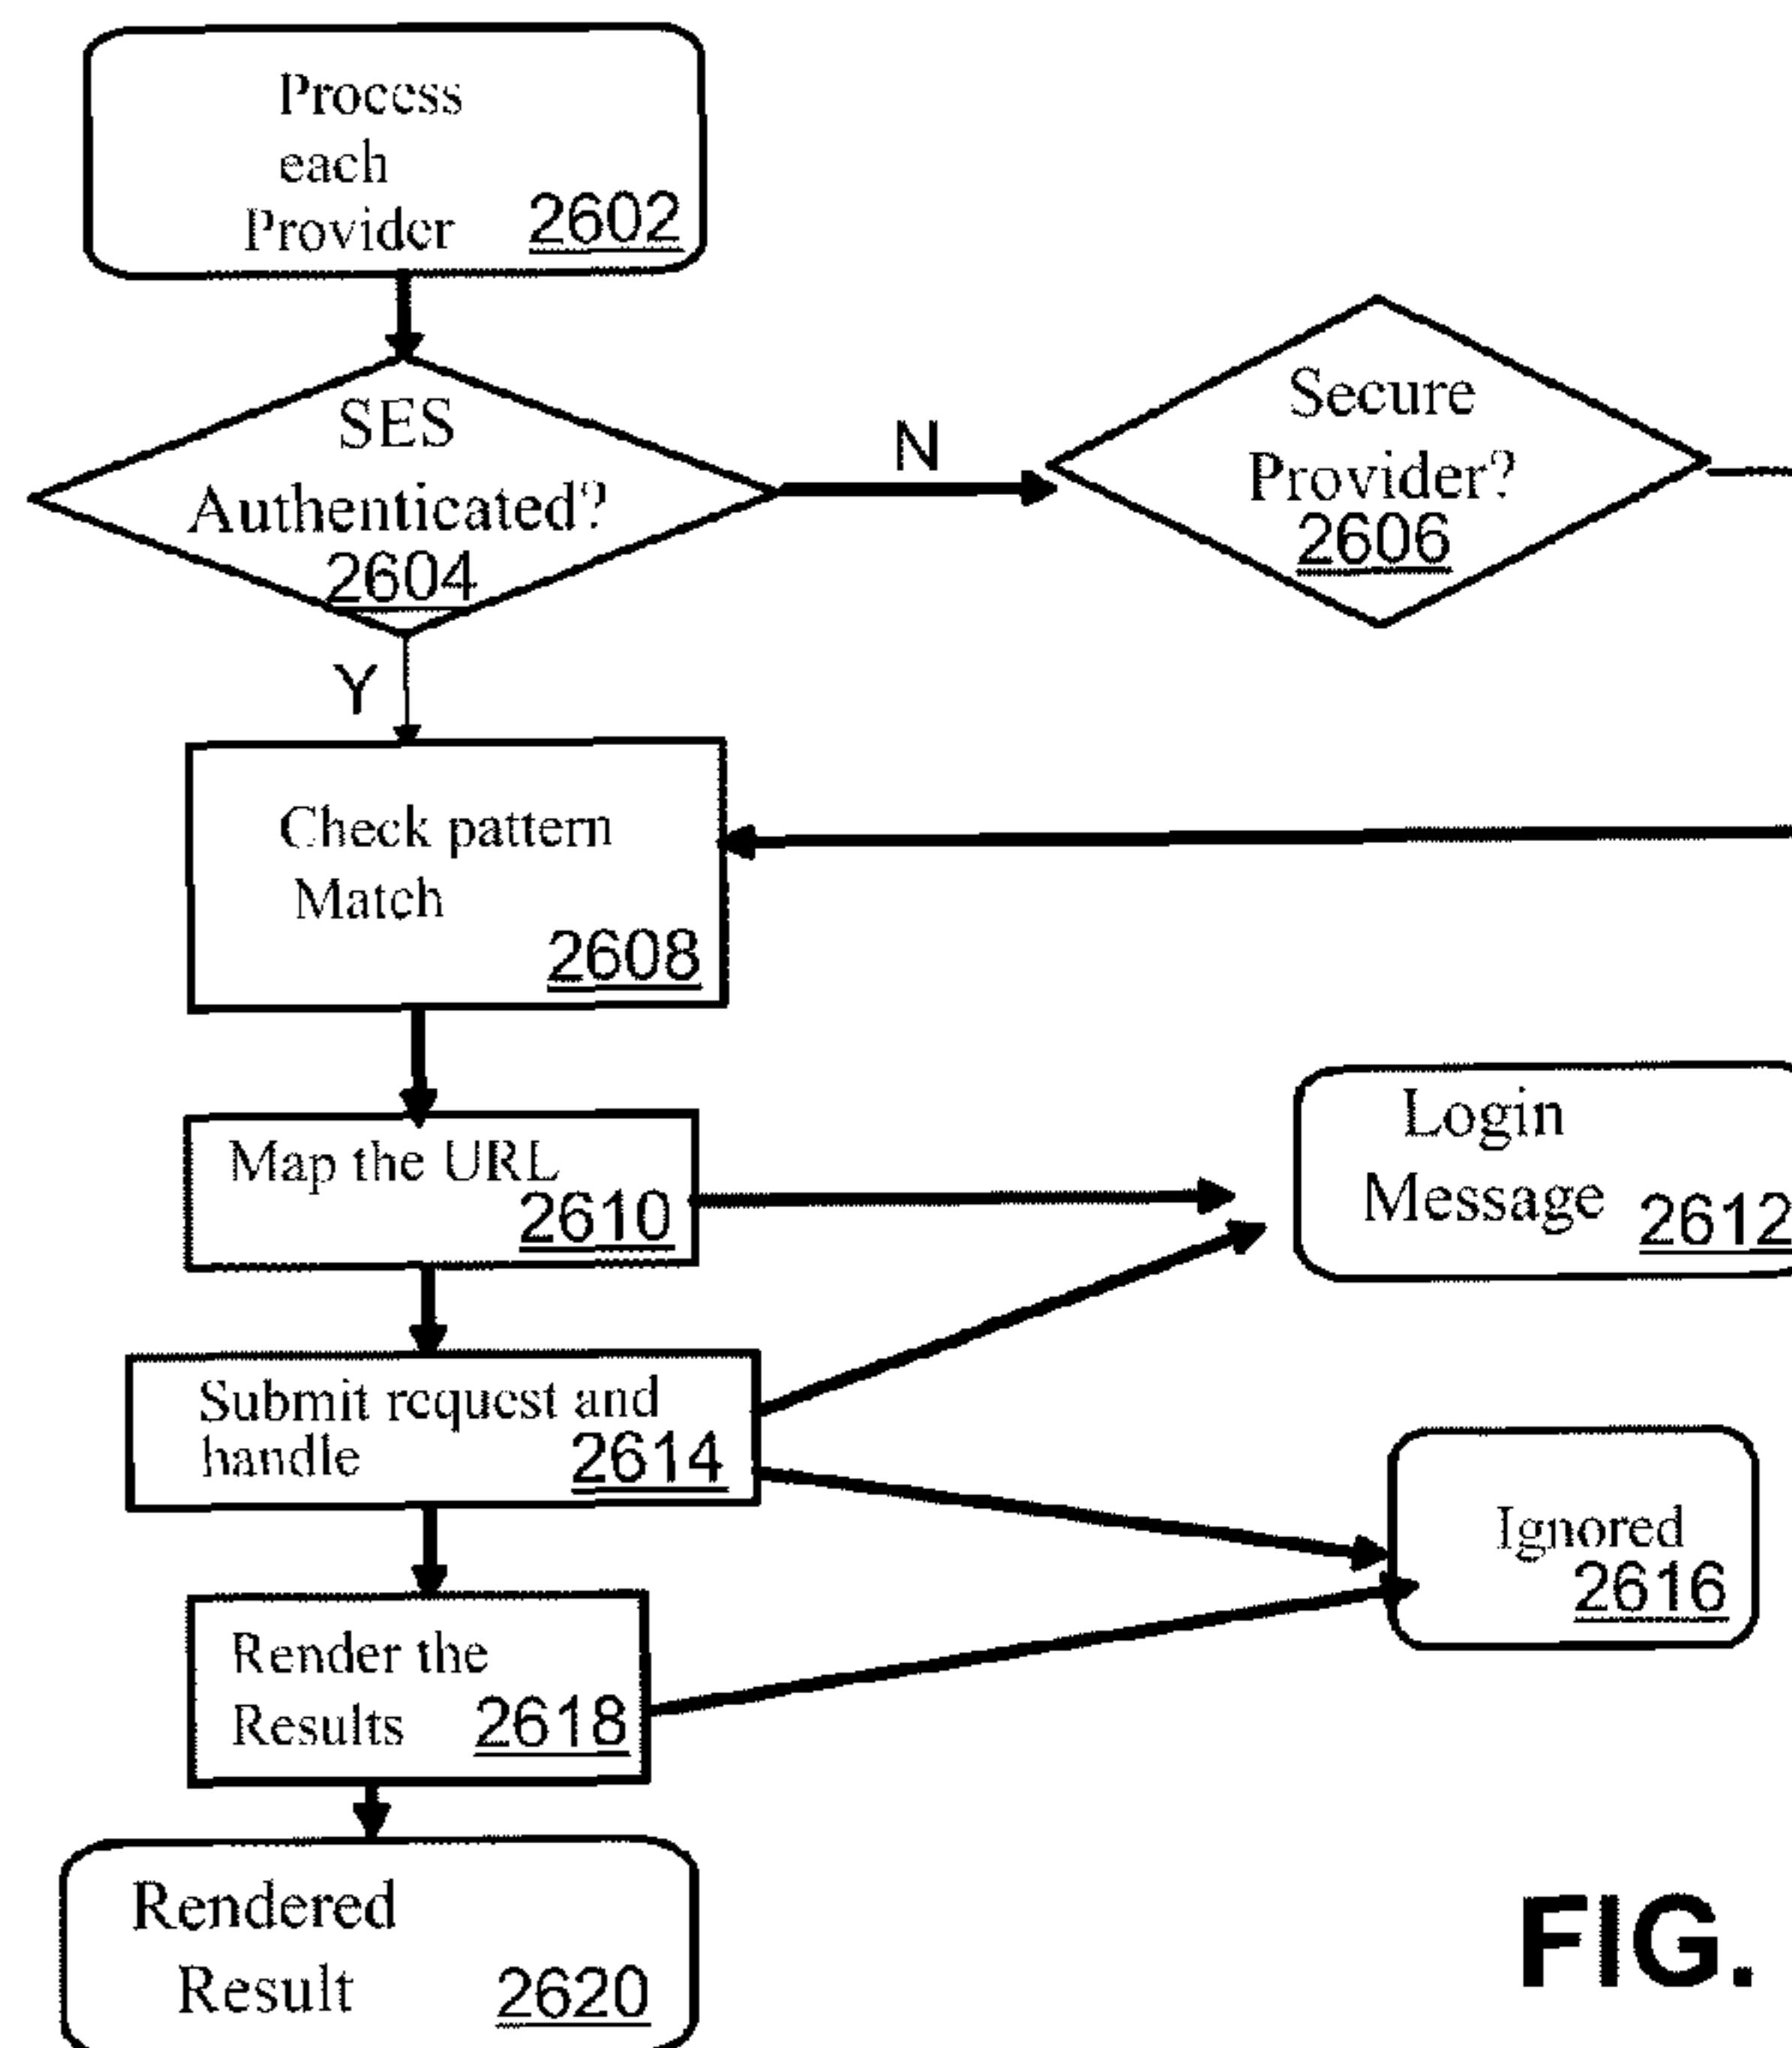 Process
each
Provider 2602
SES
Authenticated?
2604
N
Secure
Provider?
2606
Y
Check pattern
Match
2608
Map the URL
2610
Login
Message 2612
Submit request and
handle 2614
Ignored
2616
Render the
Results 2618
Rendered
Result 2620
FIG.